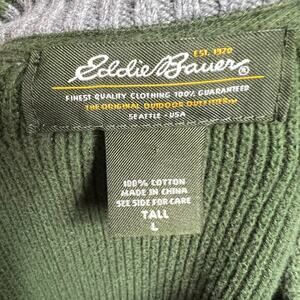 EST. 1920
Eddie Bauer®
FINEST QUALITY CLOTHING 100% GUARANTEED
THE ORIGINAL OUTDOOR OUTFITTER®
SEATTLE - USA
100% COTTON
MADE IN CHINA
SEE SIDE FOR CARE
TALL
L